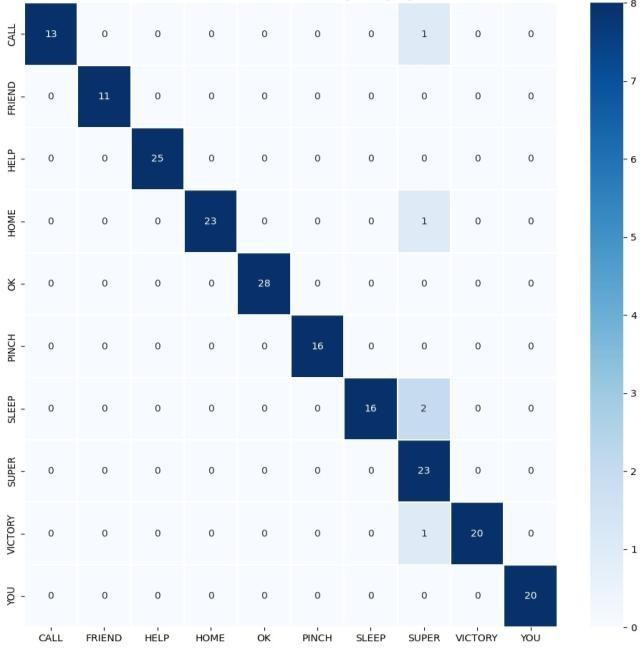 CALL 13 0 0 0 0 0 0 1 0 0
FRIEND 0 11 0 0 0 0 0 0 0 0
HELP 0 0 25 0 0 0 0 0 0 0
HOME 0 0 0 23 0 0 0 1 0 0
OK 0 0 0 0 28 0 0 0 0 0
PINCH 0 0 0 0 0 16 0 0 0 0
SLEEP 0 0 0 0 0 0 16 2 0 0
SUPER 0 0 0 0 0 0 0 23 0 0
VICTORY 0 0 0 0 0 0 0 1 20 0
YOU 0 0 0 0 0 0 0 0 0 20
CALL FRIEND HELP HOME OK PINCH SLEEP SUPER VICTORY YOU
8
7
6
5
4
3
2
1
0